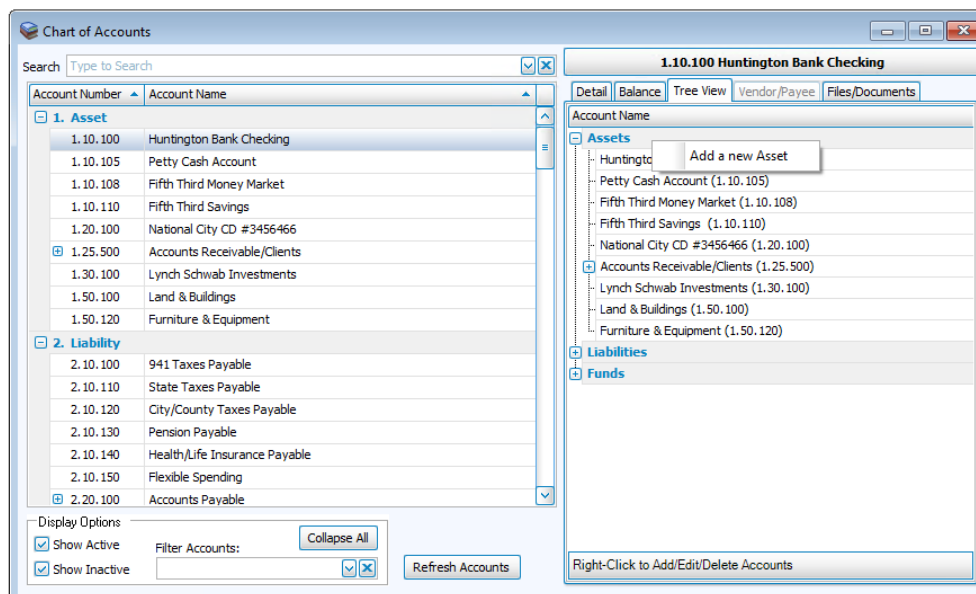 Chart of Accounts
Search Type to Search
Account Number Account Name
1. Asset
1.10.100 Huntington Bank Checking
1.10.105 Petty Cash Account
1.10.108 Fifth Third Money Market
1.10.110 Fifth Third Savings
1.20.100 National City CD #3456466
1.25.500 Accounts Receivable/Clients
1.30.100 Lynch Schwab Investments
1.50.100 Land & Buildings
1.50.120 Furniture & Equipment
2. Liability
2.10.100 941 Taxes Payable
2.10.110 State Taxes Payable
2.10.120 City/County Taxes Payable
2.10.130 Pension Payable
2.10.140 Health/Life Insurance Payable
2.10.150 Flexible Spending
2.20.100 Accounts Payable
Display Options
Show Active
Show Inactive
Filter Accounts:
Collapse All
Refresh Accounts
1.10.100 Huntington Bank Checking
Detail Balance Tree View Vendor/Payee Files/Documents
Account Name
Assets
Huntingto
Add a new Asset
Petty Cash Account (1.10.105)
Fifth Third Money Market (1.10.108)
Fifth Third Savings (1.10.110)
National City CD #3456466 (1.20.100)
Accounts Receivable/Clients (1.25.500)
Lynch Schwab Investments (1.30.100)
Land & Buildings (1.50.100)
Furniture & Equipment (1.50.120)
Liabilities
Funds
Right-Click to Add/Edit/Delete Accounts